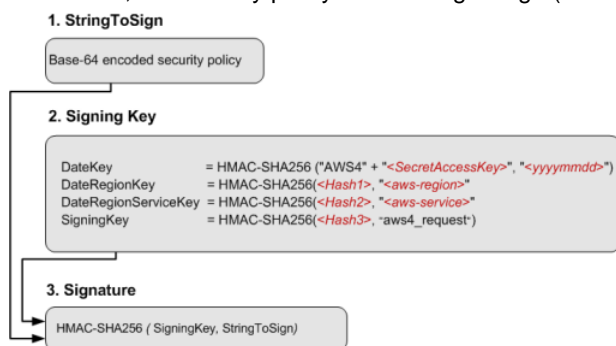 1. StringToSign
Base-64 encoded security policy
2. Signing Key
DateKey = HMAC-SHA256 ("AWS4" + "<SecretAccessKey>", "<yyyymmdd>")
DateRegionKey = HMAC-SHA256(<Hash1>, "<aws-region>"
DateRegionServiceKey = HMAC-SHA256(<Hash2>, "<aws-service>"
SigningKey = HMAC-SHA256(<Hash3>, "aws4_request")
3. Signature
HMAC-SHA256 ( SigningKey, StringToSign)